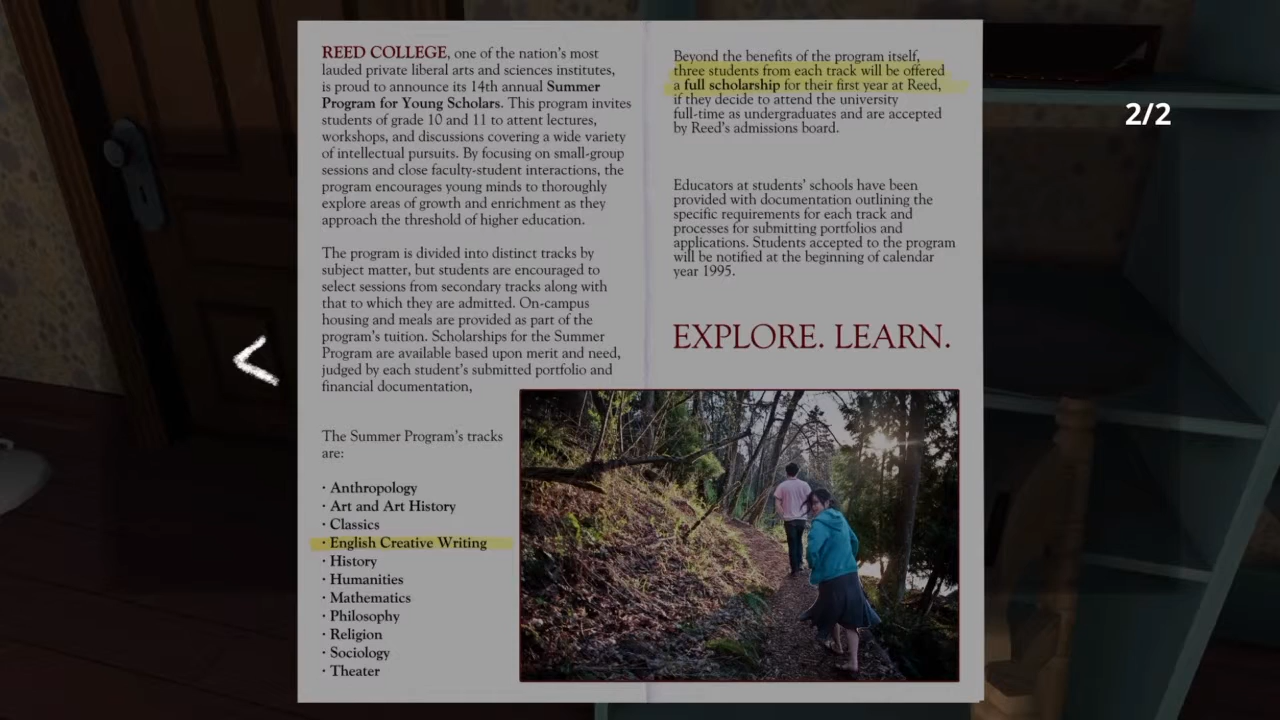 REED COLLEGE, one of the nation's most
lauded private liberal arts and sciences institutes,
is proud to announce its 14th annual Summer
Program for Young Scholars. This program invites
students of grade 10 and 11 to attent lectures,
workshops, and discussions covering a wide variety
of intellectual pursuits. By focusing on small-group
sessions and close faculty-student interactions, the
program encourages young minds to thoroughly
explore areas of growth and enrichment as they
approach the threshold of higher education.
The program is divided into distinct tracks by
subject matter, but students are encouraged to
select sessions from secondary tracks along with
that to which they are admitted. On-campus
housing and meals are provided as part of the
program's tuition. Scholarships for the Summer
Program are available based upon merit and need,
judged by each student's submitted portfolio and
financial documentation,
The Summer Program's tracks
are:
· Anthropology
· Art and Art History
· Classics
· English Creative Writing
· History
· Humanities
· Mathematics
· Philosophy
· Religion
· Sociology
· Theater
Beyond the benefits of the program itself,
three students from each track will be offered
a full scholarship for their first year at Reed,
if they decide to attend the university
full-time as undergraduates and are accepted
by Reed's admissions board.
Educators at students' schools have been
provided with documentation outlining the
specific requirements for each track and
processes for submitting portfolios and
applications. Students accepted to the program
will be notified at the beginning of calendar
year 1995.
EXPLORE. LEARN.
2/2